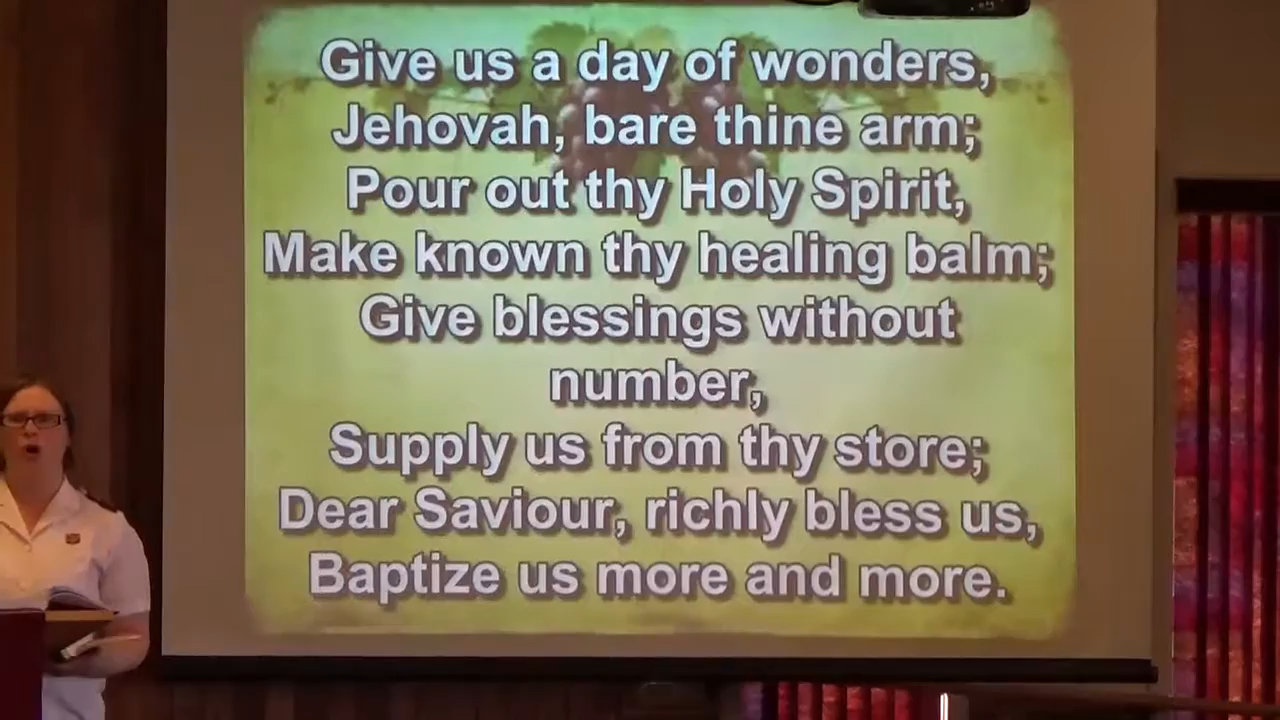 Give us a day of wonders,
Jehovah, bare thine arm;
Pour out thy Holy Spirit,
Make known thy healing balm;
Give blessings without
number,
Supply us from thy store;
Dear Saviour, richly bless us,
Baptize us more and more.